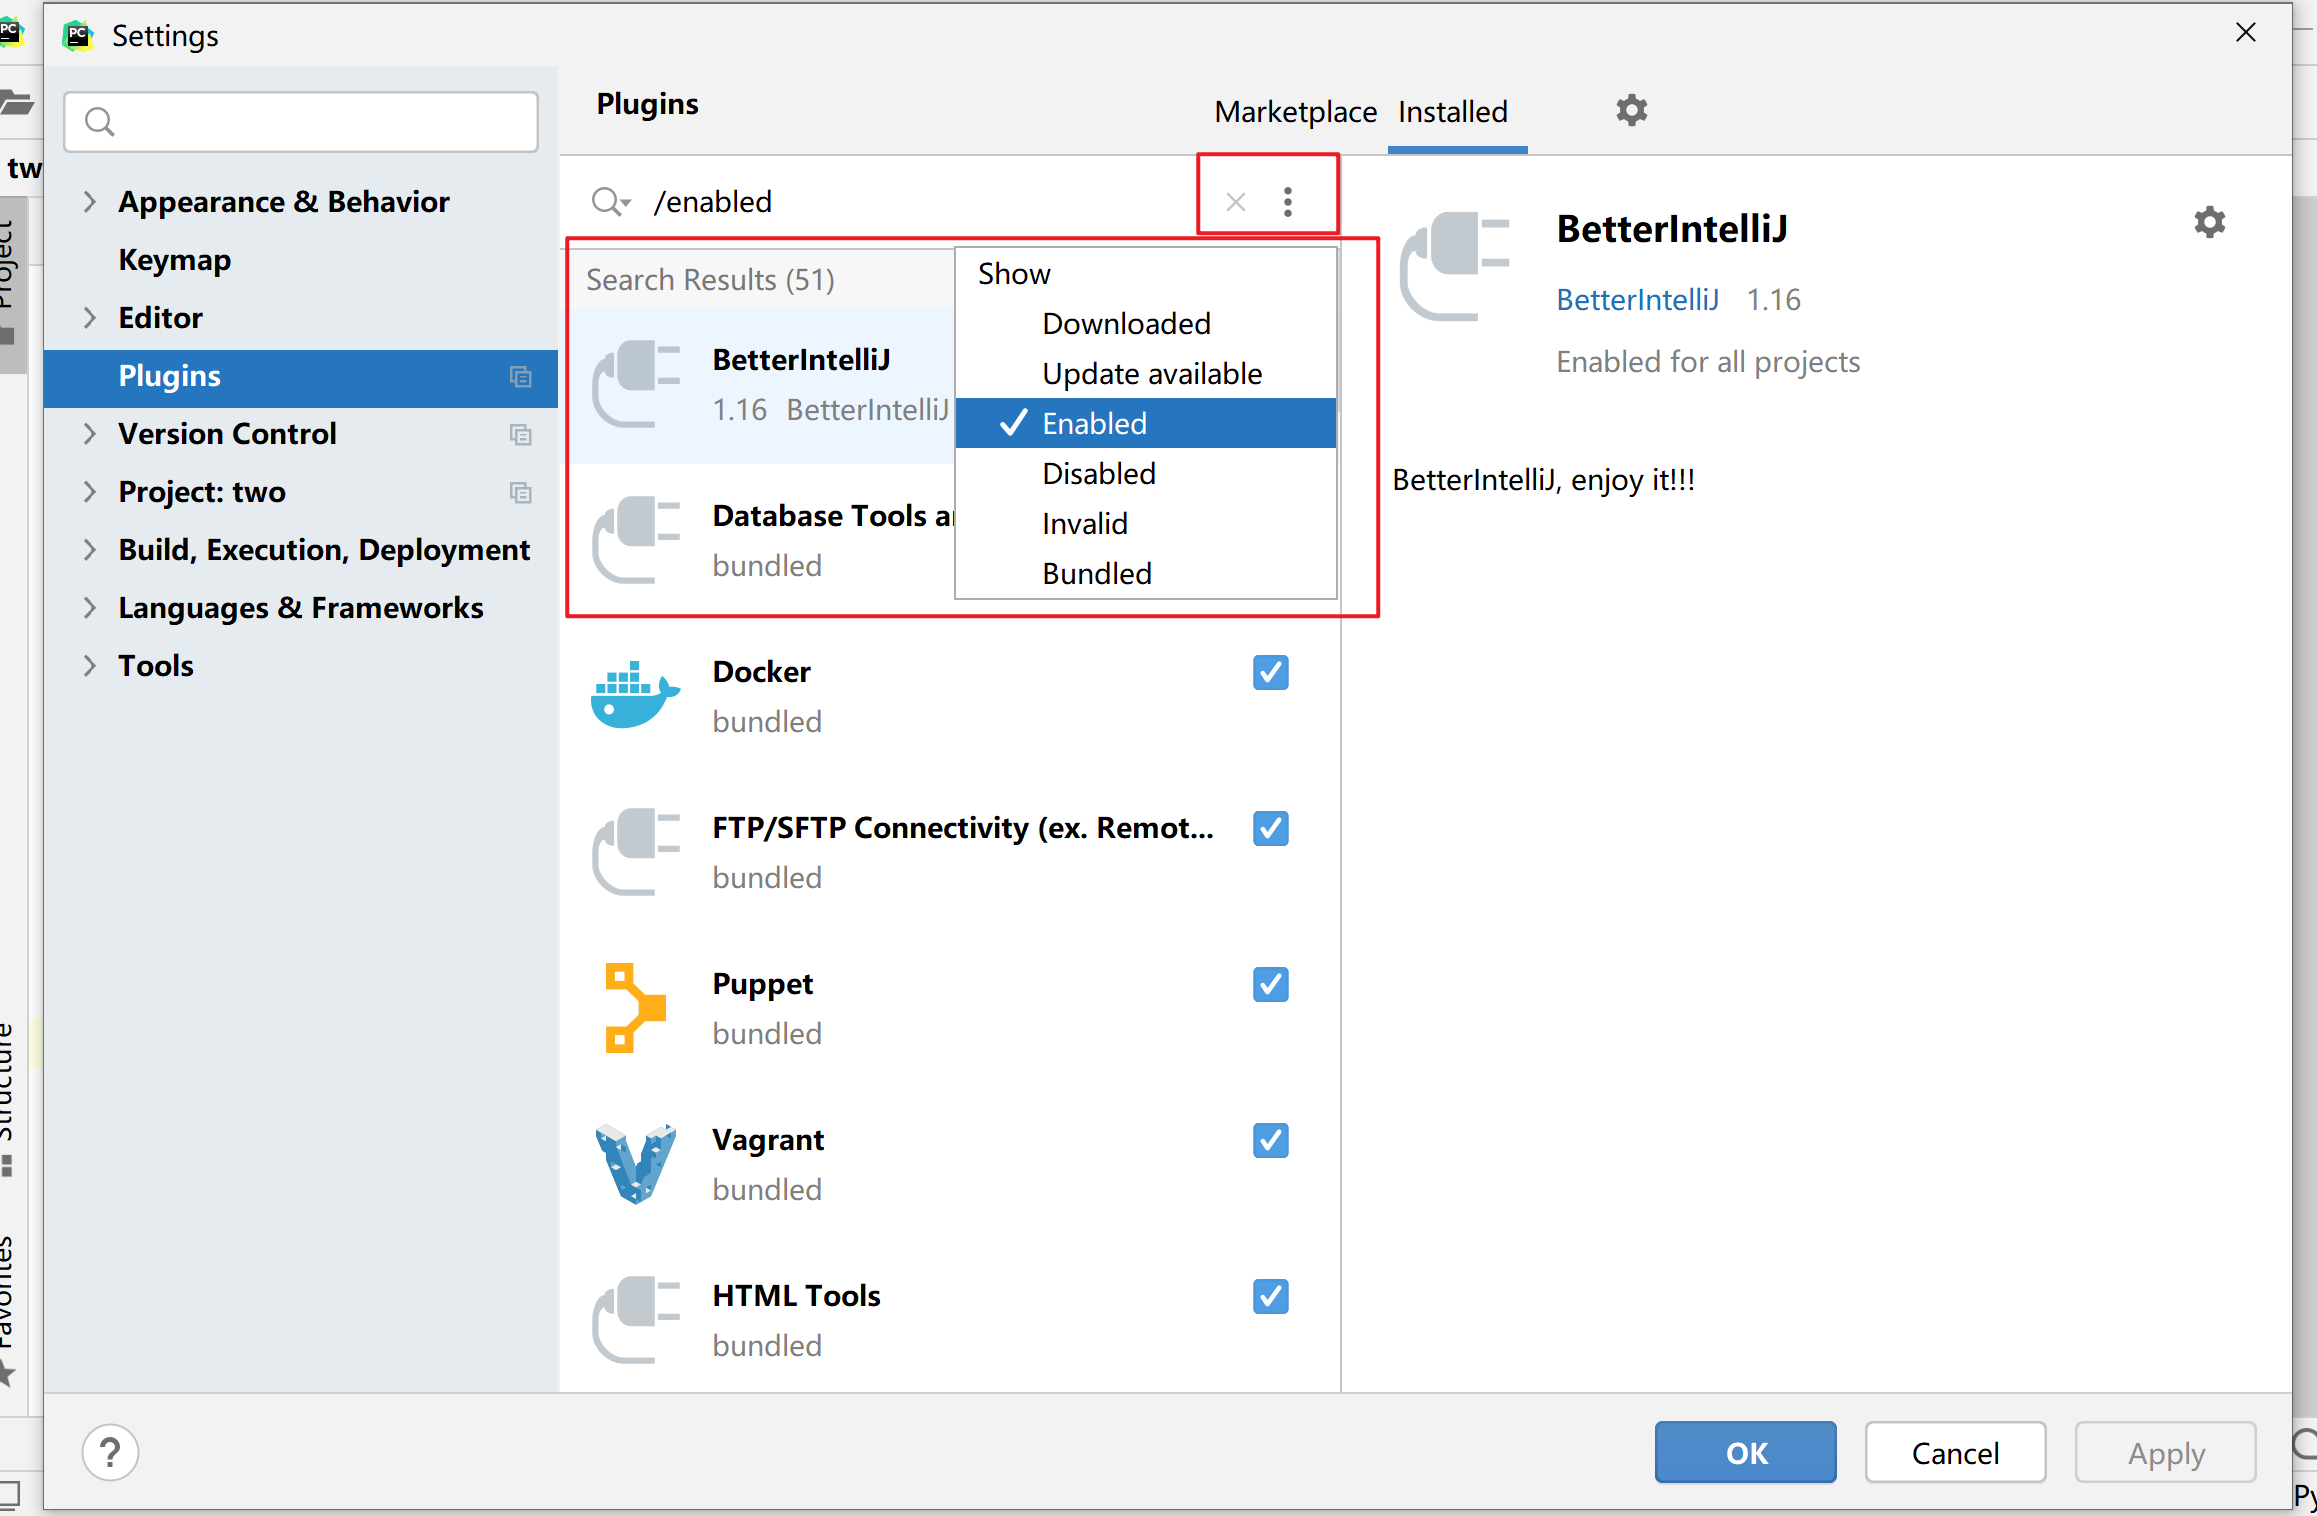 Settings
Plugins
Marketplace
Installed
tw
Appearance & Behavior
Keymap
Editor
Plugins
Version Control
Project: two
Build, Execution, Deployment
Languages & Frameworks
Tools
/enabled
Search Results (51)
BetterIntelliJ
1.16 BetterIntelliJ
Database Tools a
bundled
Show
Downloaded
Update available
Enabled
Disabled
Invalid
Bundled
Docker
bundled
FTP/SFTP Connectivity (ex. Remot...
bundled
Puppet
bundled
Vagrant
bundled
HTML Tools
bundled
BetterIntelliJ
BetterIntelliJ 1.16
Enabled for all projects
BetterIntelliJ, enjoy it!!!
Project
Structure
Favorites
?
OK
Cancel
Apply
Py
PC
PC